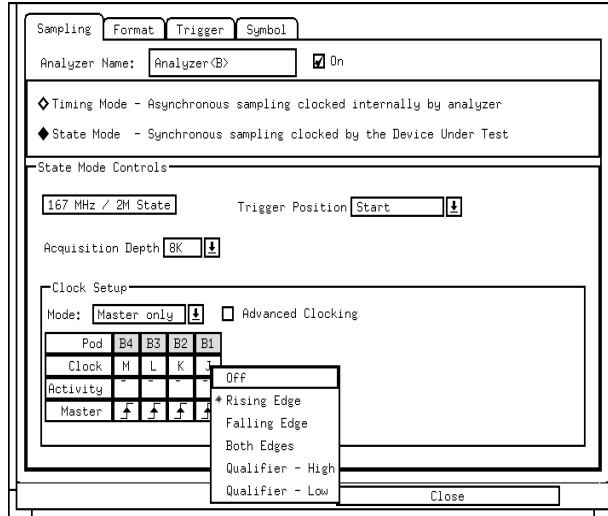 Sampling Format Trigger Symbol
Analyzer Name: Analyzer<B> On
Timing Mode - Asynchronous sampling clocked internally by analyzer
State Mode - Synchronous sampling clocked by the Device Under Test
State Mode Controls
167 MHz / 2M State Trigger Position Start
Acquisition Depth 8K
Clock Setup
Mode: Master only Advanced Clocking
Pod B4 B3 B2 B1
Clock M L K J
Activity
Master
Off
Rising Edge
Falling Edge
Both Edges
Qualifier - High
Qualifier - Low
Close